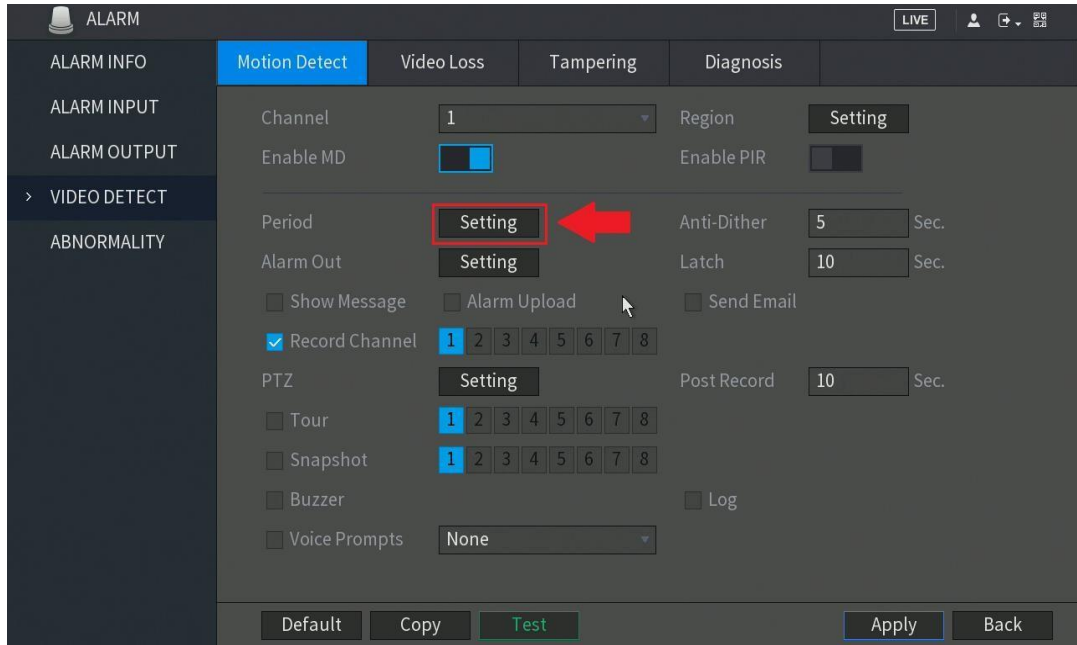 ALARM LIVE
ALARM INFO
ALARM INPUT
ALARM OUTPUT
> VIDEO DETECT
ABNORMALITY
Motion Detect Video Loss Tampering Diagnosis
Channel 1 Region Setting
Enable MD Enable PIR
Period Setting Anti-Dither 5 Sec.
Alarm Out Setting Latch 10 Sec.
Show Message Alarm Upload Send Email
Record Channel 1 2 3 4 5 6 7 8
PTZ Setting Post Record 10 Sec.
Tour 1 2 3 4 5 6 7 8
Snapshot 1 2 3 4 5 6 7 8
Buzzer Log
Voice Prompts None
Default Copy Test Apply Back